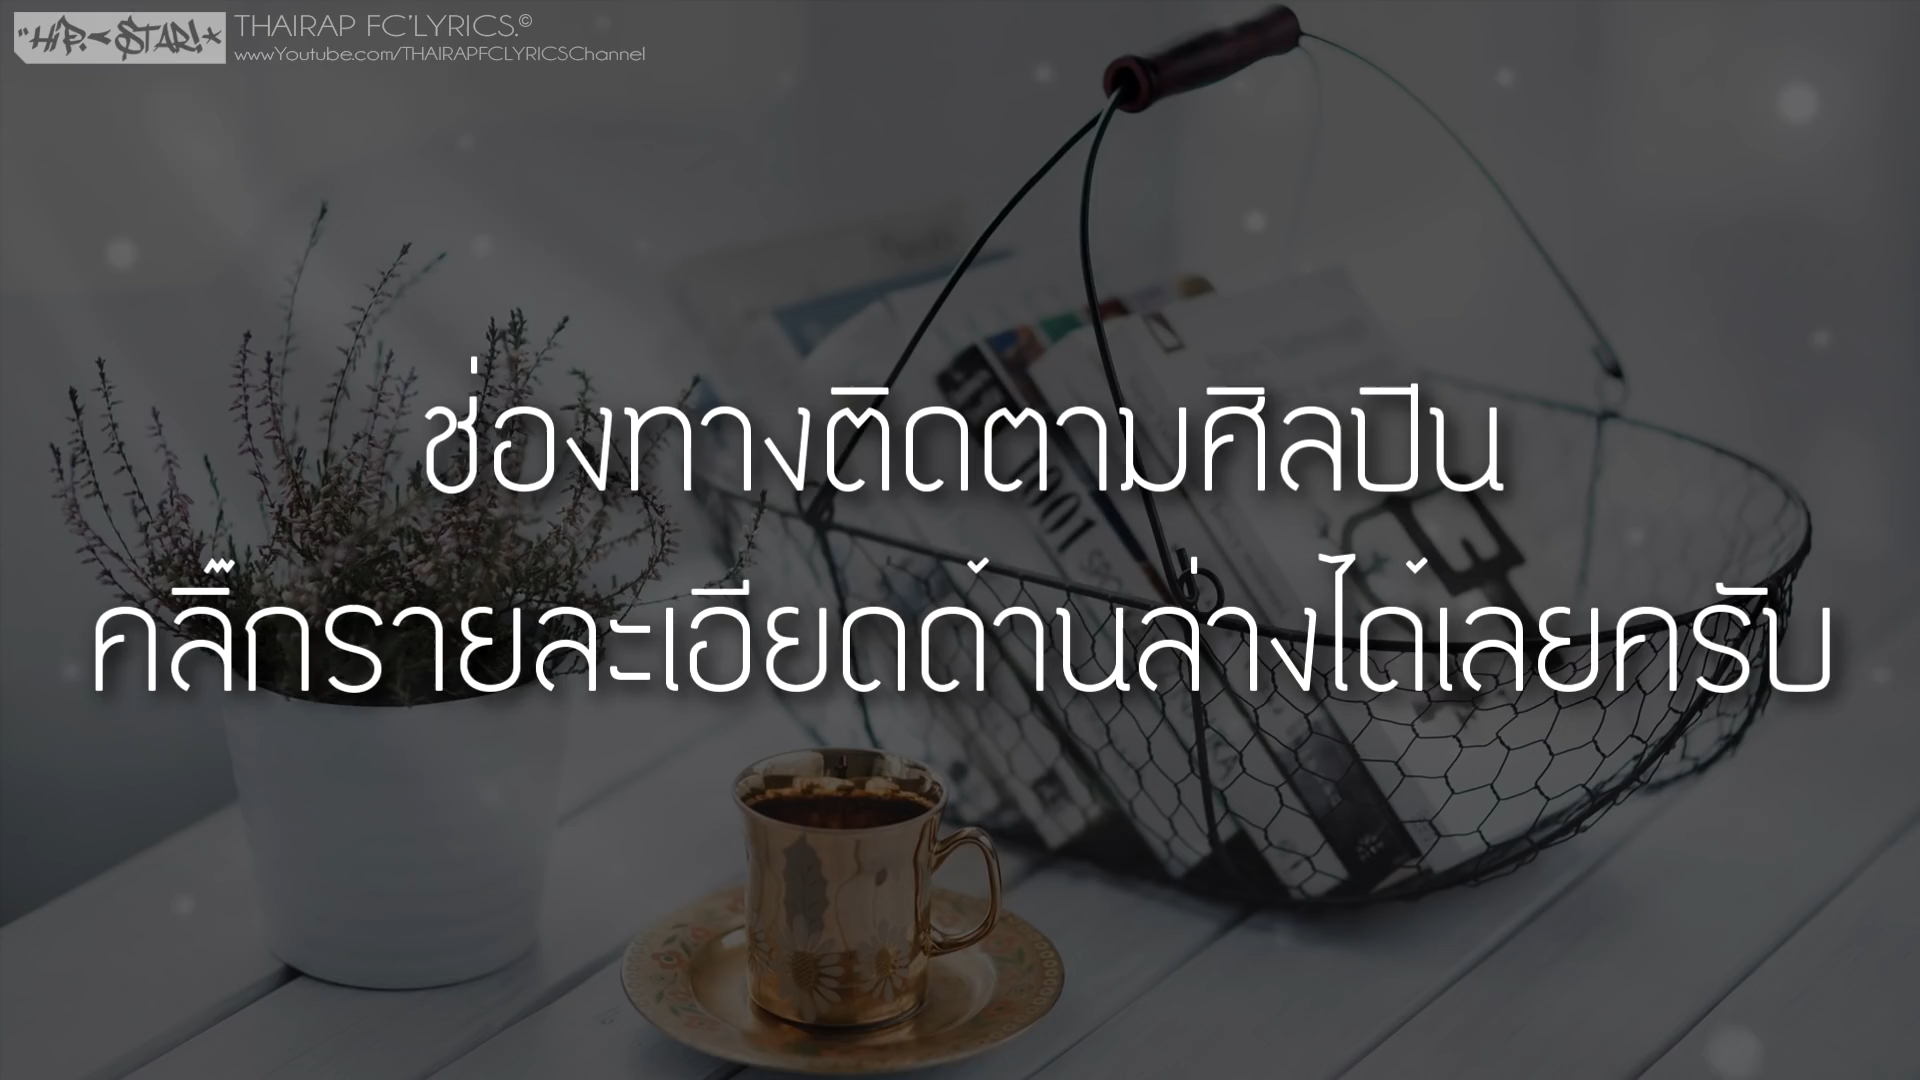 "HiP.<STAR!*
THAIRAP FC'LYRICS.©
www.Youtube.com/THAIRAPFCLYRICSChannel
ช่องทางติดตามศิลปิน
คลิ๊กรายละเอียดด้านล่างได้เลยครับ